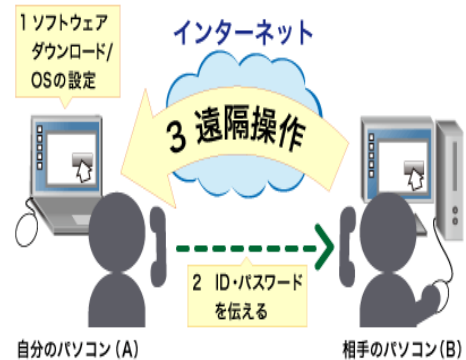 1 ソフトウェア
ダウンロード/
OSの設定
インターネット
3 遠隔操作
2 ID・パスワード
を伝える
自分のパソコン（A）
相手のパソコン（B）